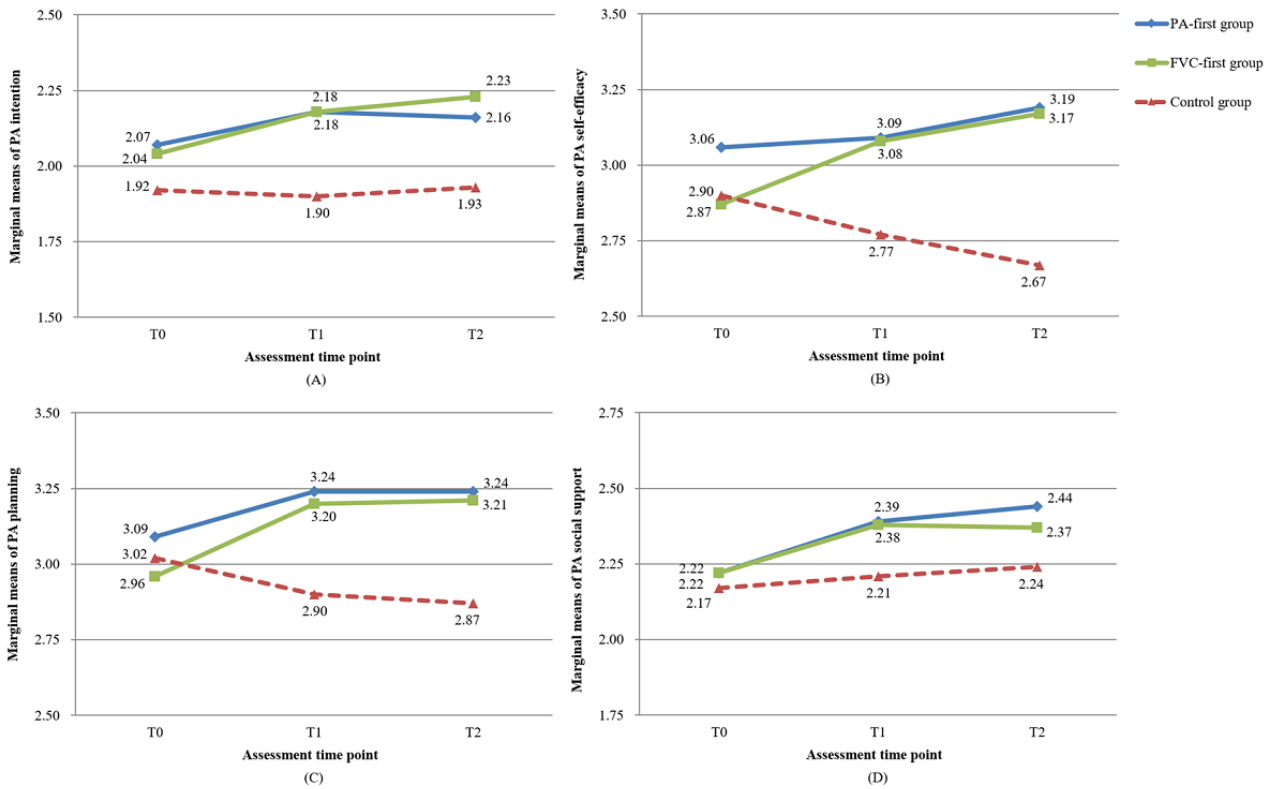 PA-first group
FVC-first group
Control group
Marginal means of PA intention
2.50
2.25
2.00
1.75
1.50
2.07
2.04
1.92
2.18
2.18
1.90
2.23
2.16
1.93
T0
T1
T2
Assessment time point
(A)
Marginal means of PA self-efficacy
3.50
3.25
3.00
2.75
2.50
3.06
2.90
2.87
3.09
3.08
2.77
3.19
3.17
2.67
T0
T1
T2
Assessment time point
(B)
Marginal means of PA planning
3.50
3.25
3.00
2.75
2.50
3.09
3.02
2.96
3.24
3.20
2.90
3.24
3.21
2.87
T0
T1
T2
Assessment time point
(C)
Marginal means of PA social support
2.75
2.50
2.25
2.00
1.75
2.22
2.22
2.17
2.39
2.38
2.21
2.44
2.37
2.24
T0
T1
T2
Assessment time point
(D)